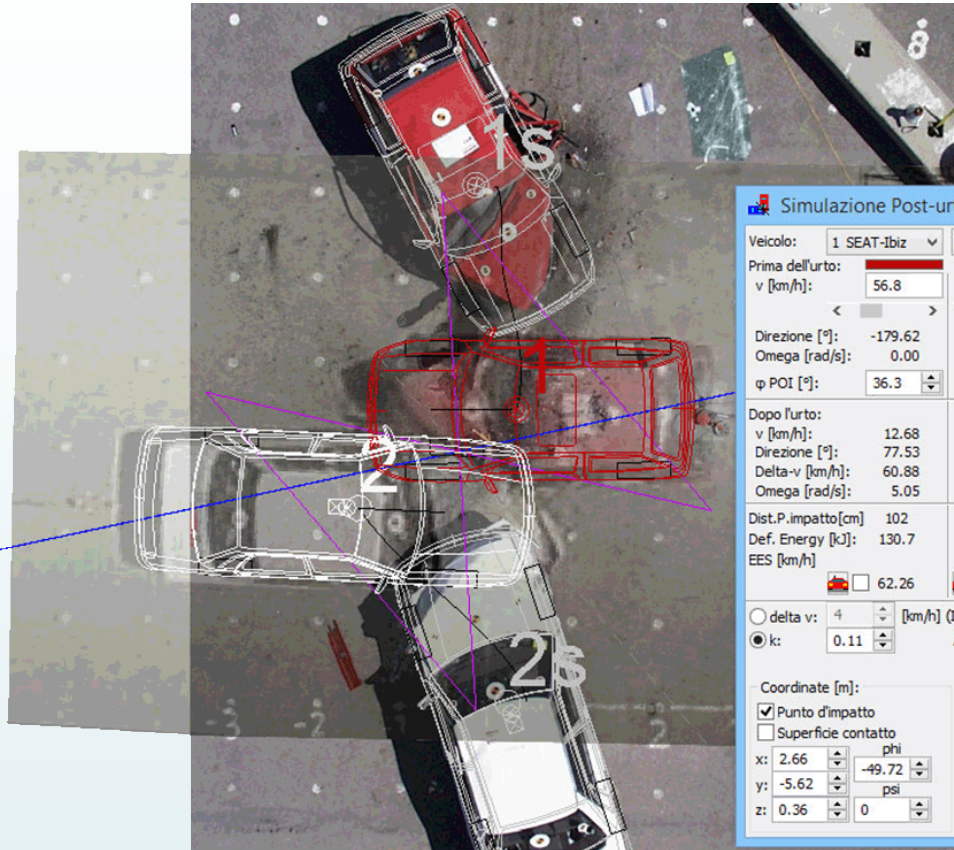 8
1s
1
2
2s
-3
-2
2
3
Simulazione Post-ur
Veicolo: 1 SEAT-Ibiz
Prima dell'urto:
v [km/h]: 56.8
Direzione [°]: -179.62
Omega [rad/s]: 0.00
φ POI [°]: 36.3
Dopo l'urto:
v [km/h]: 12.68
Direzione [°]: 77.53
Delta-v [km/h]: 60.88
Omega [rad/s]: 5.05
Dist.P.impatto[cm] 102
Def. Energy [kJ]: 130.7
EES [km/h]
62.26
delta v: 4 [km/h] (I
k: 0.11
Coordinate [m]:
Punto d'impatto
Superficie contatto
phi
x: 2.66 -49.72
y: -5.62 psi
z: 0.36 0